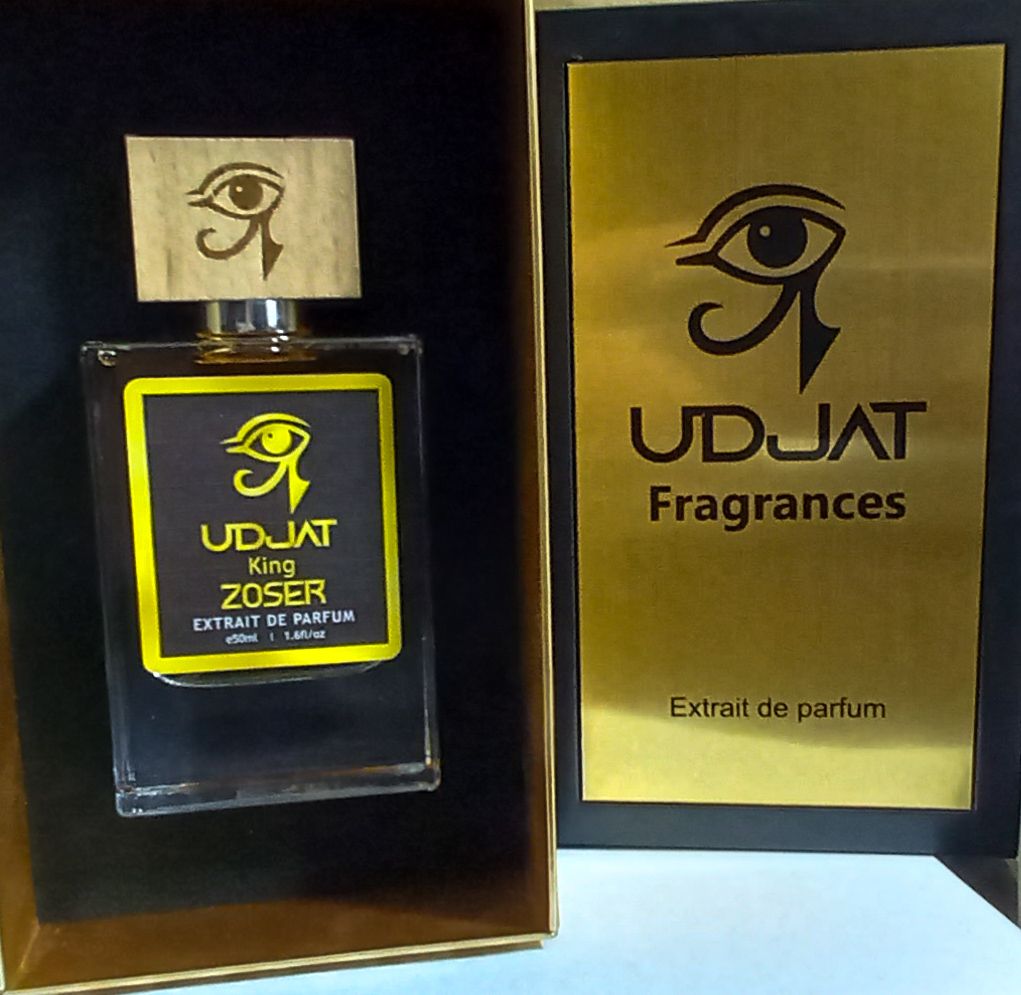 UDJAT
King
ZOSER
EXTRAIT DE PARFUM
e50ml | 1.6fl/oz
UDJAT
Fragrances
Extrait de parfum